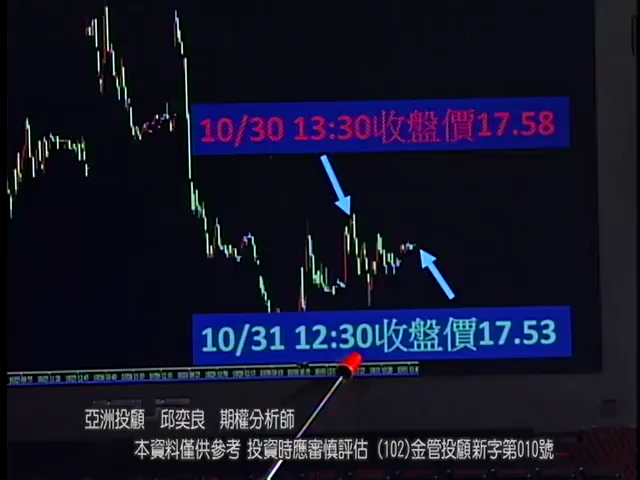 10/30 13:30收盤價17.58
10/31 12:30收盤價17.53
亞洲投顧 邱奕良 期權分析師
本資料僅供參考 投資時應審慎評估 (102)金管投顧新字第010號